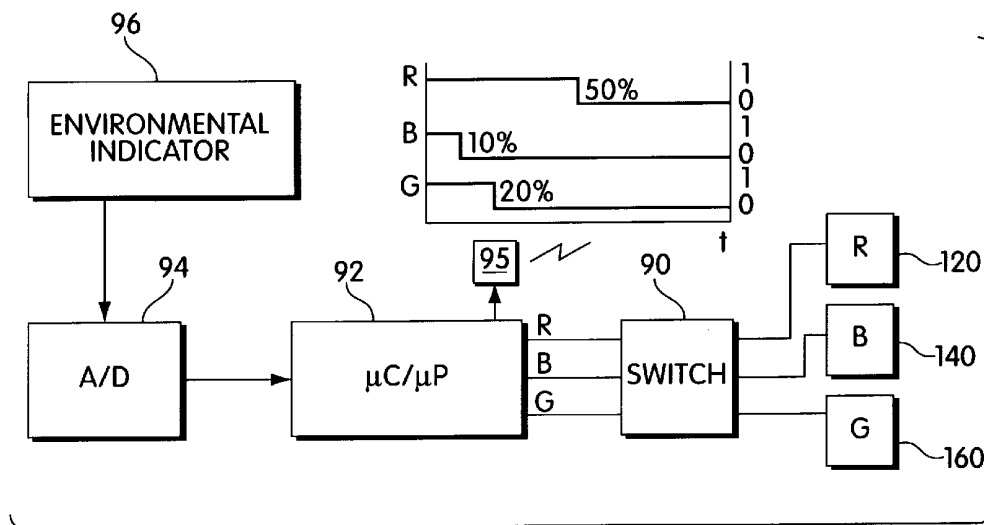 96
ENVIRONMENTAL
INDICATOR
R 50% 1
0
B 10% 1
0
G 20% 1
0
t
94
A/D
92
µC/µP
95
R
B
G
90
SWITCH
R
120
B
140
G
160